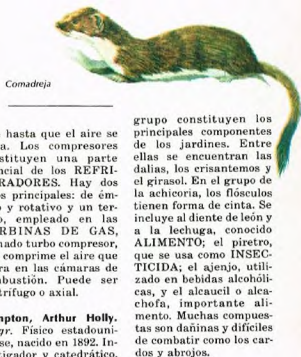 Comadreja
hasta que el aire se
a. Los compresores
stituyen una parte
ncial de los REFRI-
RADORES. Hay dos
s principales: de ém-
o y rotativo y un ter-
o, empleado en las
RBINAS DE GAS,
nado turbo compresor,
comprime el aire que
ra en las cámaras de
bustión. Puede ser
trífugo o axial.
mpton, Arthur Holly.
gr. Físico estadouni-
se, nacido en 1892. In-
tigador y catedrático,
grupo constituyen los
principales componentes
de los jardines. Entre
ellas se encuentran las
dalias, los crisantemos y
el girasol. En el grupo de
la achicoria, los flósculos
tienen forma de cinta. Se
incluye al diente de león y
a la lechuga, conocido
ALIMENTO; el piretro,
que se usa como INSEC-
TICIDA; el ajenjo, utili-
zado en bebidas alcohóli-
cas, y el alcaucil o alca-
chofa, importante ali-
mento. Muchas compues-
tas son dañinas y difíciles
de combatir como los car-
dos y abrojos.